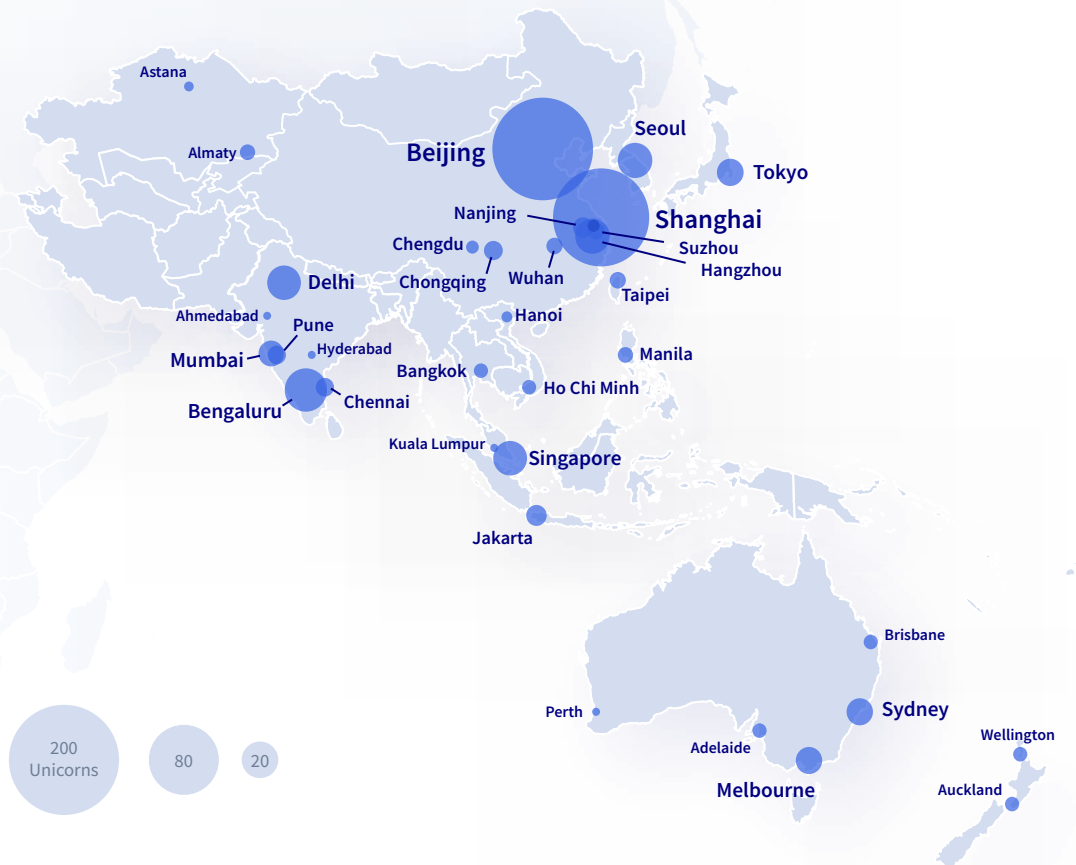 Astana
Seoul
Almaty
Beijing
Tokyo
Nanjing
Shanghai
Chengdu
Suzhou
Hangzhou
Chongqing
Wuhan
Delhi
Taipei
Ahmedabad
Hanoi
Pune
Hyderabad
Mumbai
Manila
Bangkok
Ho Chi Minh
Bengaluru
Chennai
Kuala Lumpur
Singapore
Jakarta
Brisbane
Perth
Sydney
Adelaide
Wellington
Melbourne
Auckland
200
Unicorns
80
20